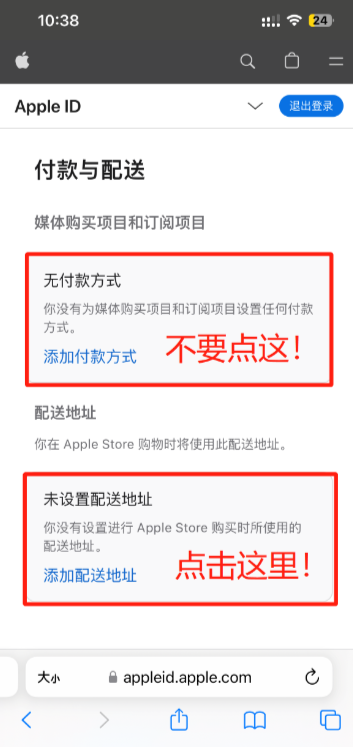 10:38
24
Apple ID
退出登录
付款与配送
媒体购买项目和订阅项目
无付款方式
你没有为媒体购买项目和订阅项目设置任何付款
方式。
添加付款方式
不要点这！
配送地址
你在 Apple Store 购物时将使用此配送地址。
未设置配送地址
你没有设置进行 Apple Store 购买时所使用的
配送地址。
添加配送地址
点击这里！
大小
appleid.apple.com